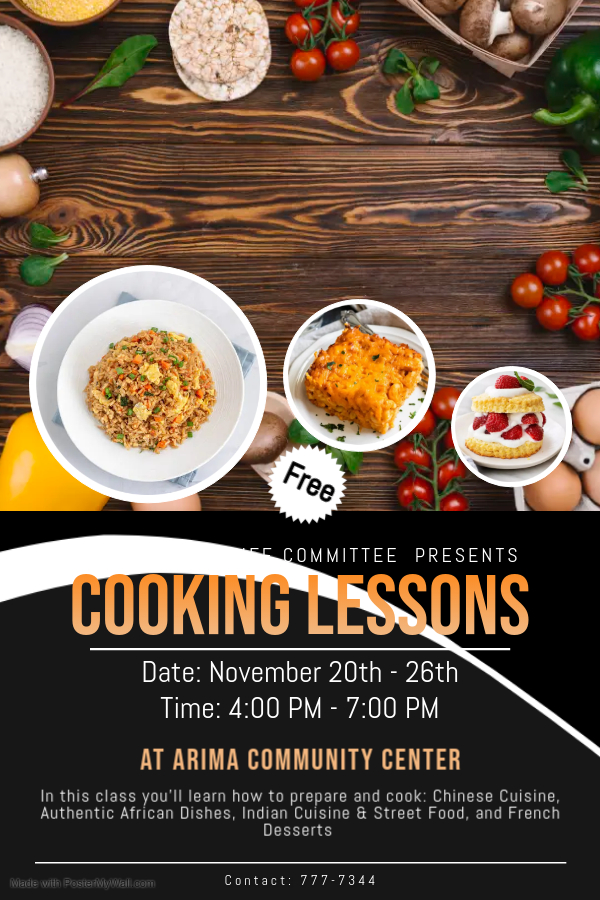 Free
COMMITTEE PRESENTS
COOKING LESSONS
Date: November 20th - 26th
Time: 4:00 PM - 7:00 PM
AT ARIMA COMMUNITY CENTER
In this class you'll learn how to prepare and cook: Chinese Cuisine,
Authentic African Dishes, Indian Cuisine & Street Food, and French
Desserts
Contact: 777-7344
Made with PosterMyWall.com